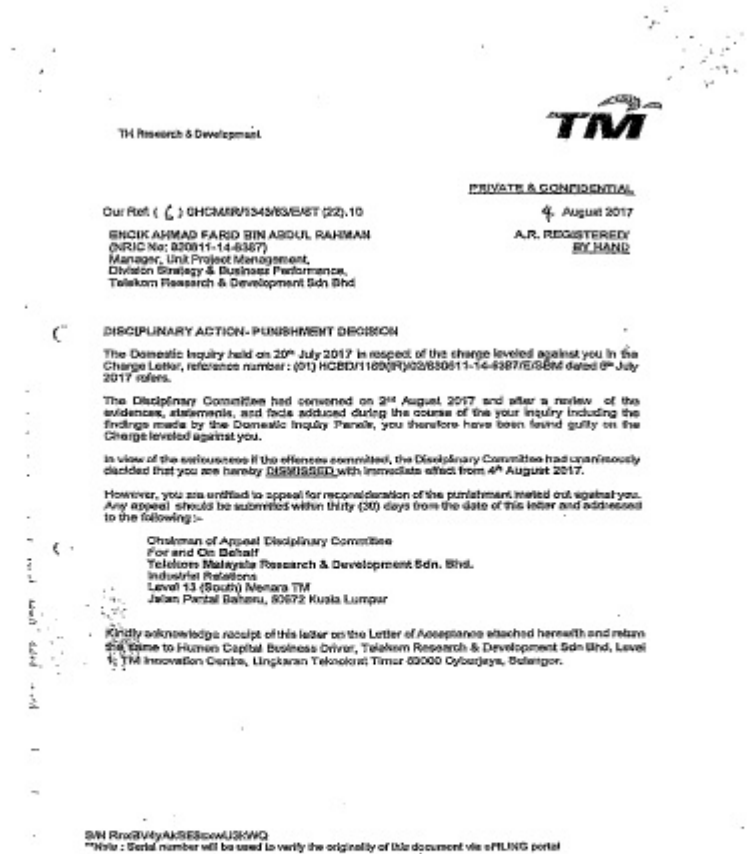 TM Research & Development
TM
PRIVATE & CONFIDENTIAL
4 August 2017
A.R. REGISTERED/
BY HAND
ENCIK AHMAD FARID BIN ABDUL RAHMAN
Manager, Unit Project Management,
Division Strategy & Business Performance,
Telekom Research & Development Sdn Bhd
DISCIPLINARY ACTION- PUNISHMENT DECISION
The Domestic Inquiry held on 20th July 2017 in respect of the charge leveled against you in the
Charge Letter, reference number : dated 6th July
2017 refers.
The Disciplinary Committee had convened on 2nd August 2017 and after a review of the
evidences, statements, and facts adduced during the course of the your inquiry including the
findings made by the Domestic Inquiry Panels, you therefore have been found guilty on the
Charge leveled against you.
In view of the seriousness if the offences committed, the Disciplinary Committee had unanimously
decided that you are hereby DISMISSED with immediate effect from 4th August 2017.
However, you are entitled to appeal for reconsideration of the punishment meted out against you.
Any appeal should be submitted within thirty (30) days from the date of this letter and addressed
to the following:-
Chairman of Appeal Disciplinary Committee
For and On Behalf
Telekom Malaysia Research & Development Sdn. Bhd.
Industrial Relations
Level 13 (South) Menara TM
Jalan Pantai Baharu, 50672 Kuala Lumpur
Kindly acknowledge receipt of this letter on the Letter of Acceptance attached herewith and return
the same to Human Capital Business Driver, Telekom Research & Development Sdn Bhd, Level
1, TM Innovation Centre, Lingkaran Teknokrat Timur 63000 Cyberjaya, Selangor.
S/N
**Note : Serial number will be used to verify the originality of this document via eFILING portal